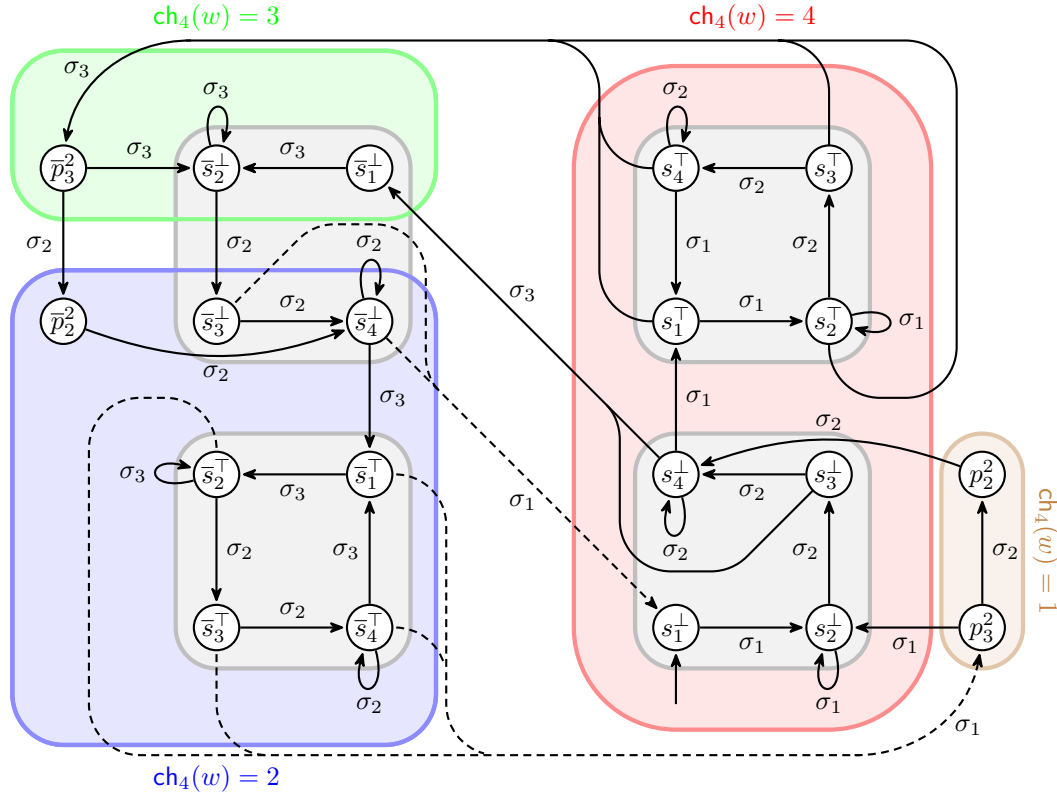 ch₄(w) = 3 ch₄(w) = 4
σ₃ σ₃ σ₂
p̅₃² σ₃ s̅₂^⊥ σ₃ s̅₁^⊥ s₄^⊤ σ₂ s₃^⊤
σ₂ σ₂ σ₂ σ₁ σ₂
σ₃
p̅₂² s̅₃^⊥ σ₂ s̅₄^⊥ s₁^⊤ σ₁ s₂^⊤ σ₁
σ₂
σ₃ σ₁ σ₂
σ₃ s̅₂^⊤ σ₃ s̅₁^⊤ s₄^⊥ σ₂ s₃^⊥ p₂²
σ₁
σ₂ σ₃ σ₂ σ₂ σ₂ ch₄(w) = 1
s̅₃^⊤ σ₂ s̅₄^⊤ s₁^⊥ σ₁ s₂^⊥ σ₁ p₃²
σ₂ σ₁ σ₁
ch₄(w) = 2